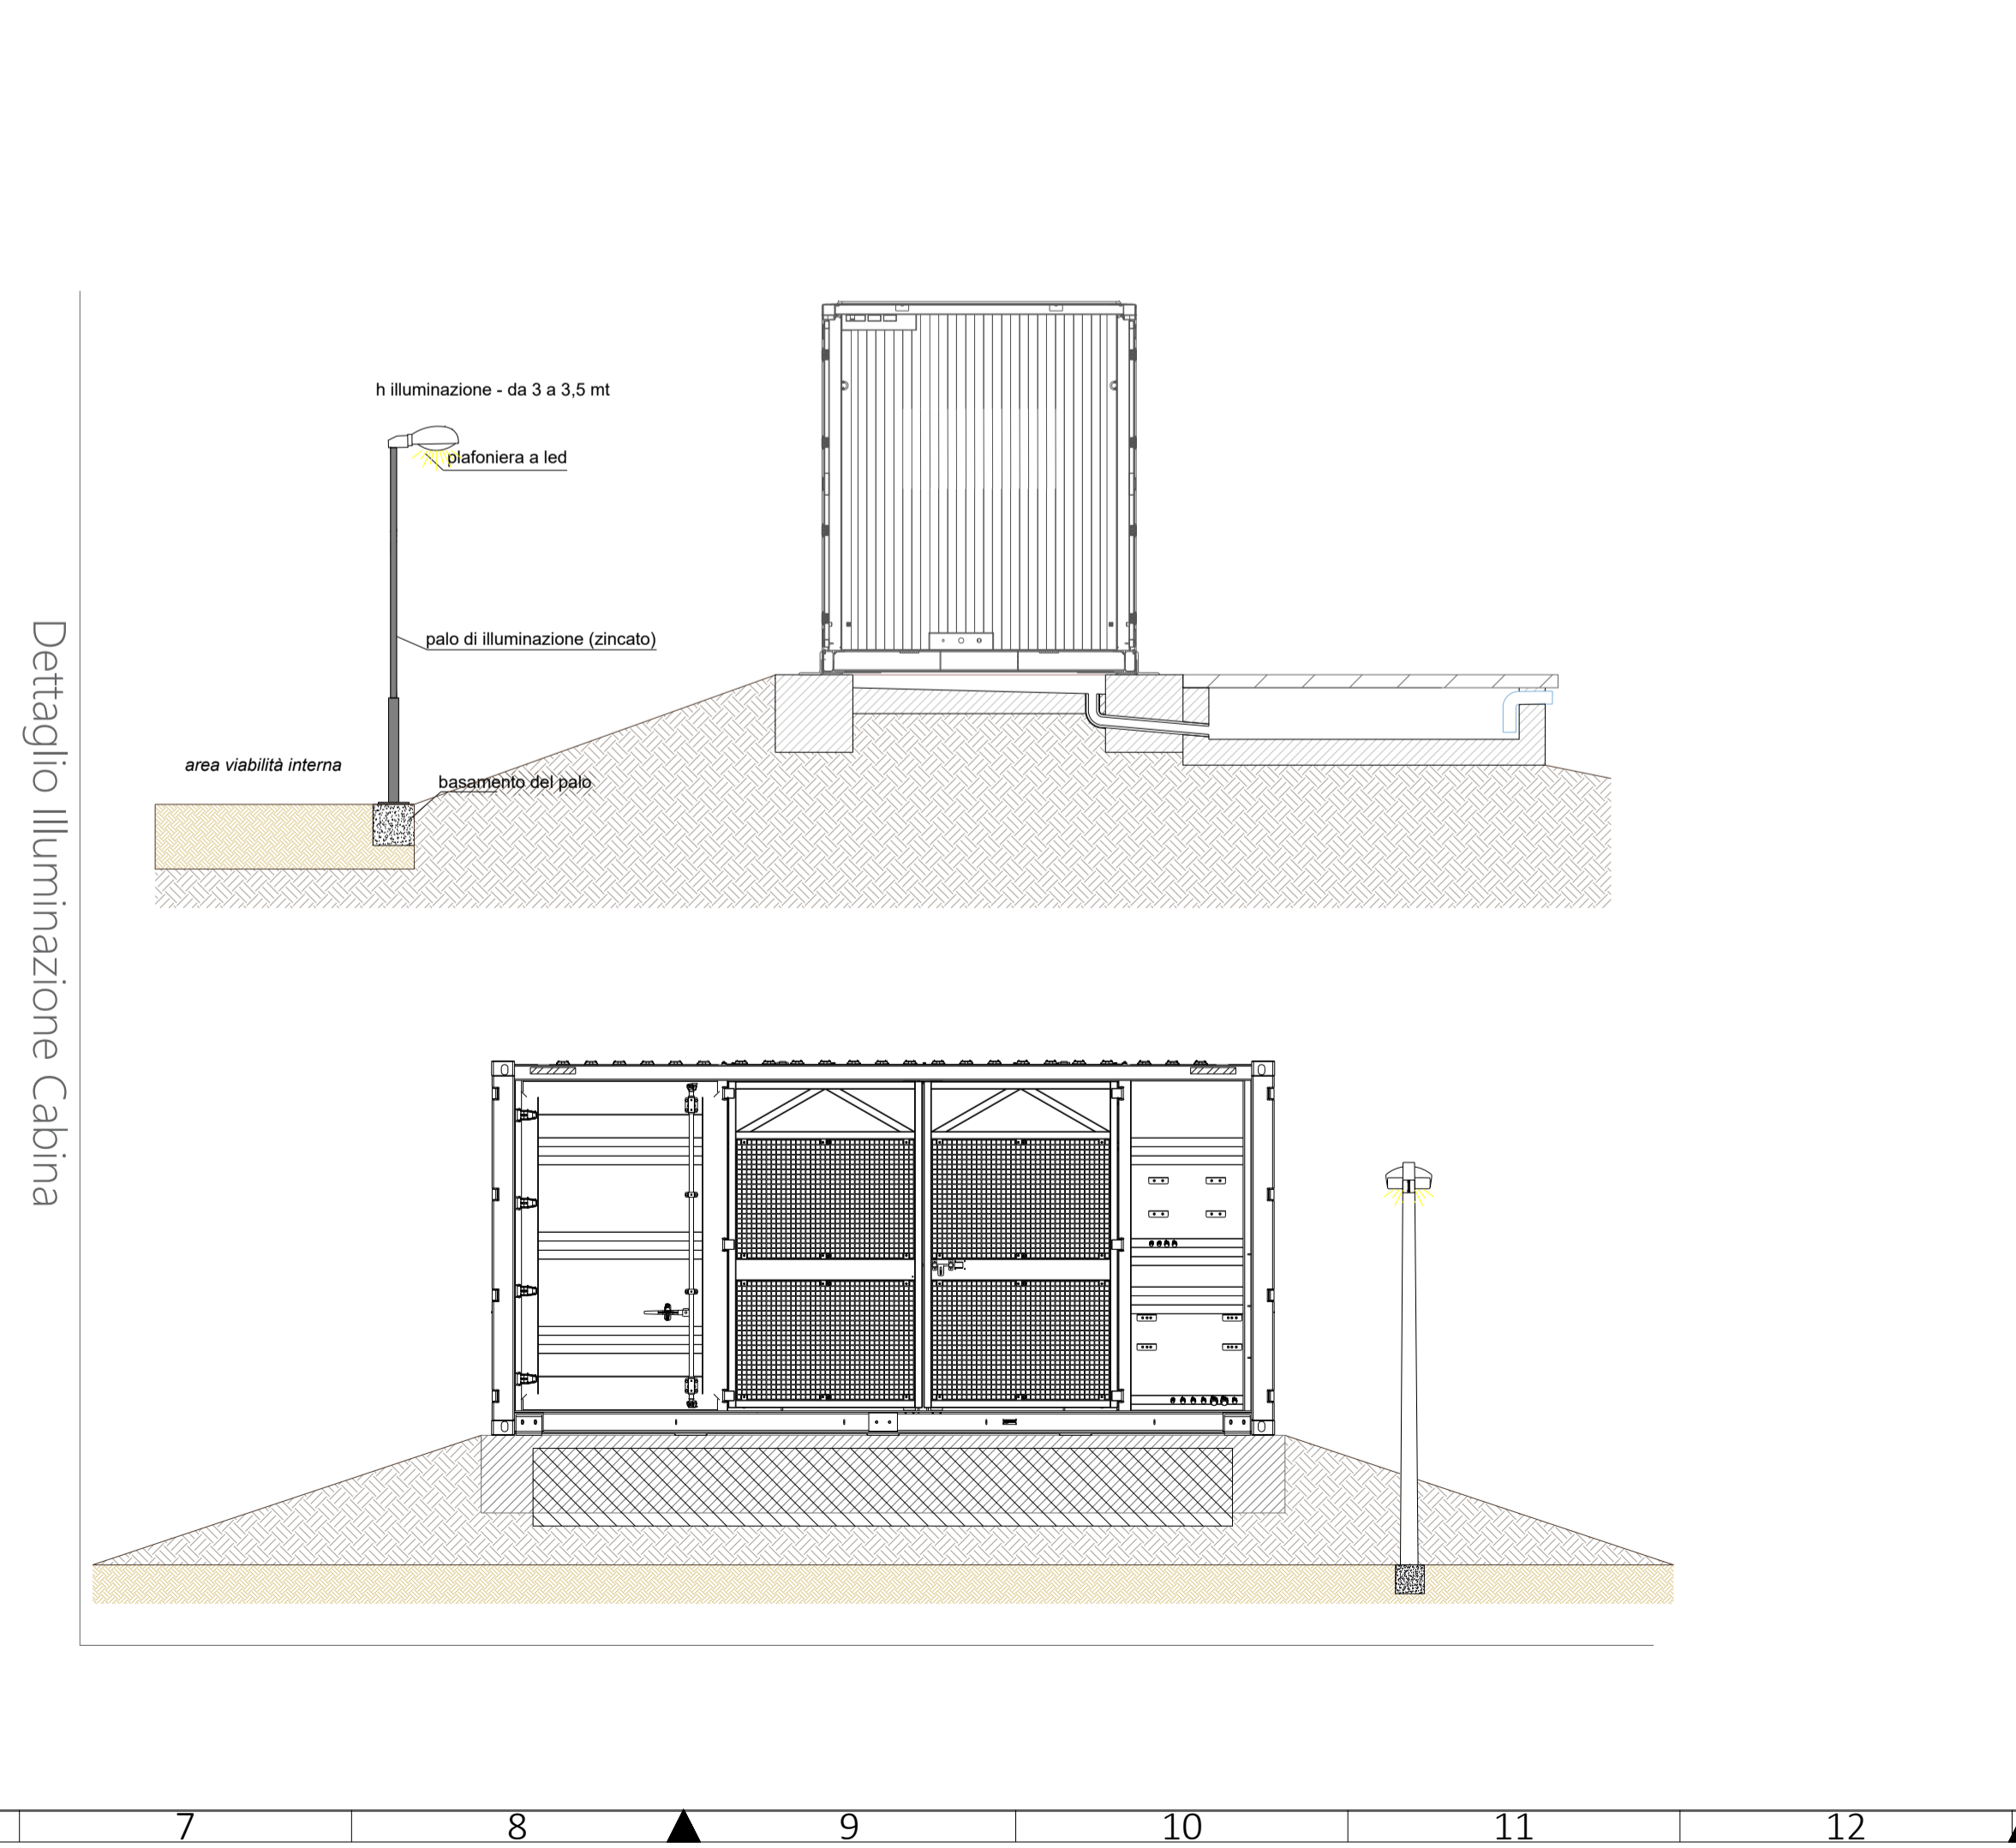 Dettaglio Illuminazione Cabina
h illuminazione - da 3 a 3,5 mt
plafoniera a led
palo di illuminazione (zincato)
area viabilità interna
basamento del palo
7
8
9
10
11
12